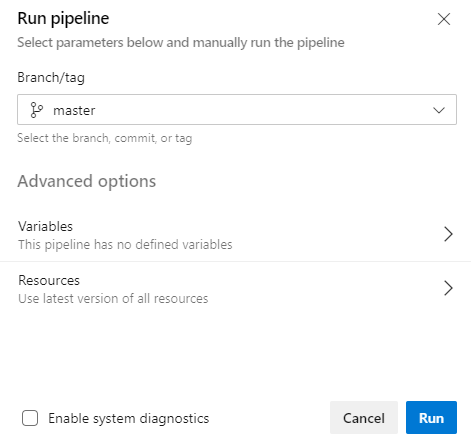 Run pipeline
Select parameters below and manually run the pipeline
Branch/tag
master
Select the branch, commit, or tag
Advanced options
Variables
This pipeline has no defined variables
Resources
Use latest version of all resources
Enable system diagnostics
Cancel
Run